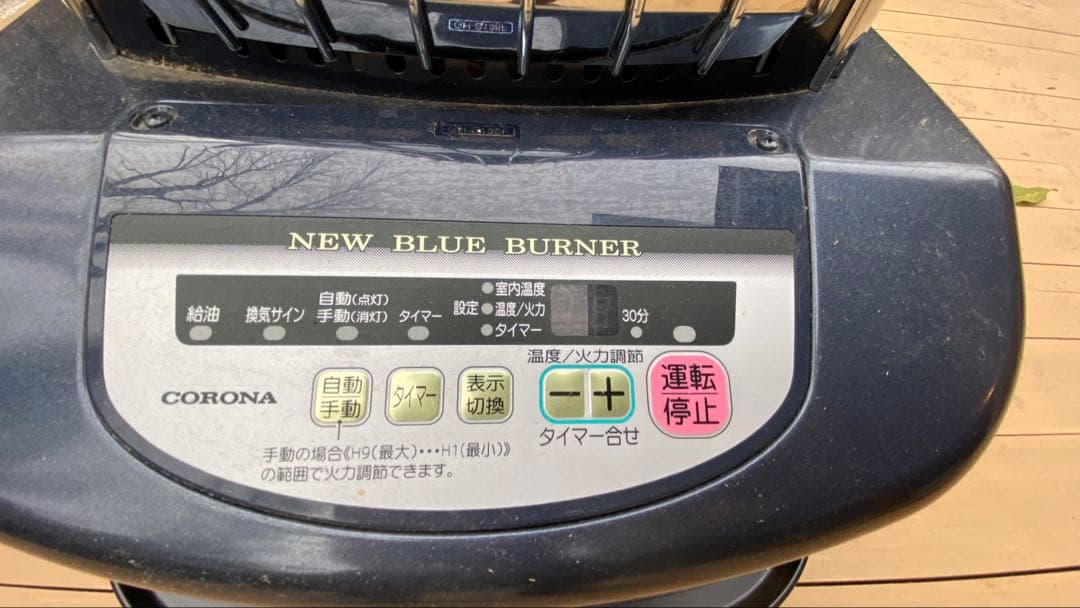 NEW BLUE BURNER
給油
換気サイン
自動(点灯)
手動(消灯)
タイマー
設定
室内温度
温度/火力
タイマー
30分
温度/火力調節
CORONA
自動
手動
タイマー
表示
切換
− +
運転
停止
タイマー合せ
手動の場合《H9(最大)•••H1(最小)》
の範囲で火力調節できます。